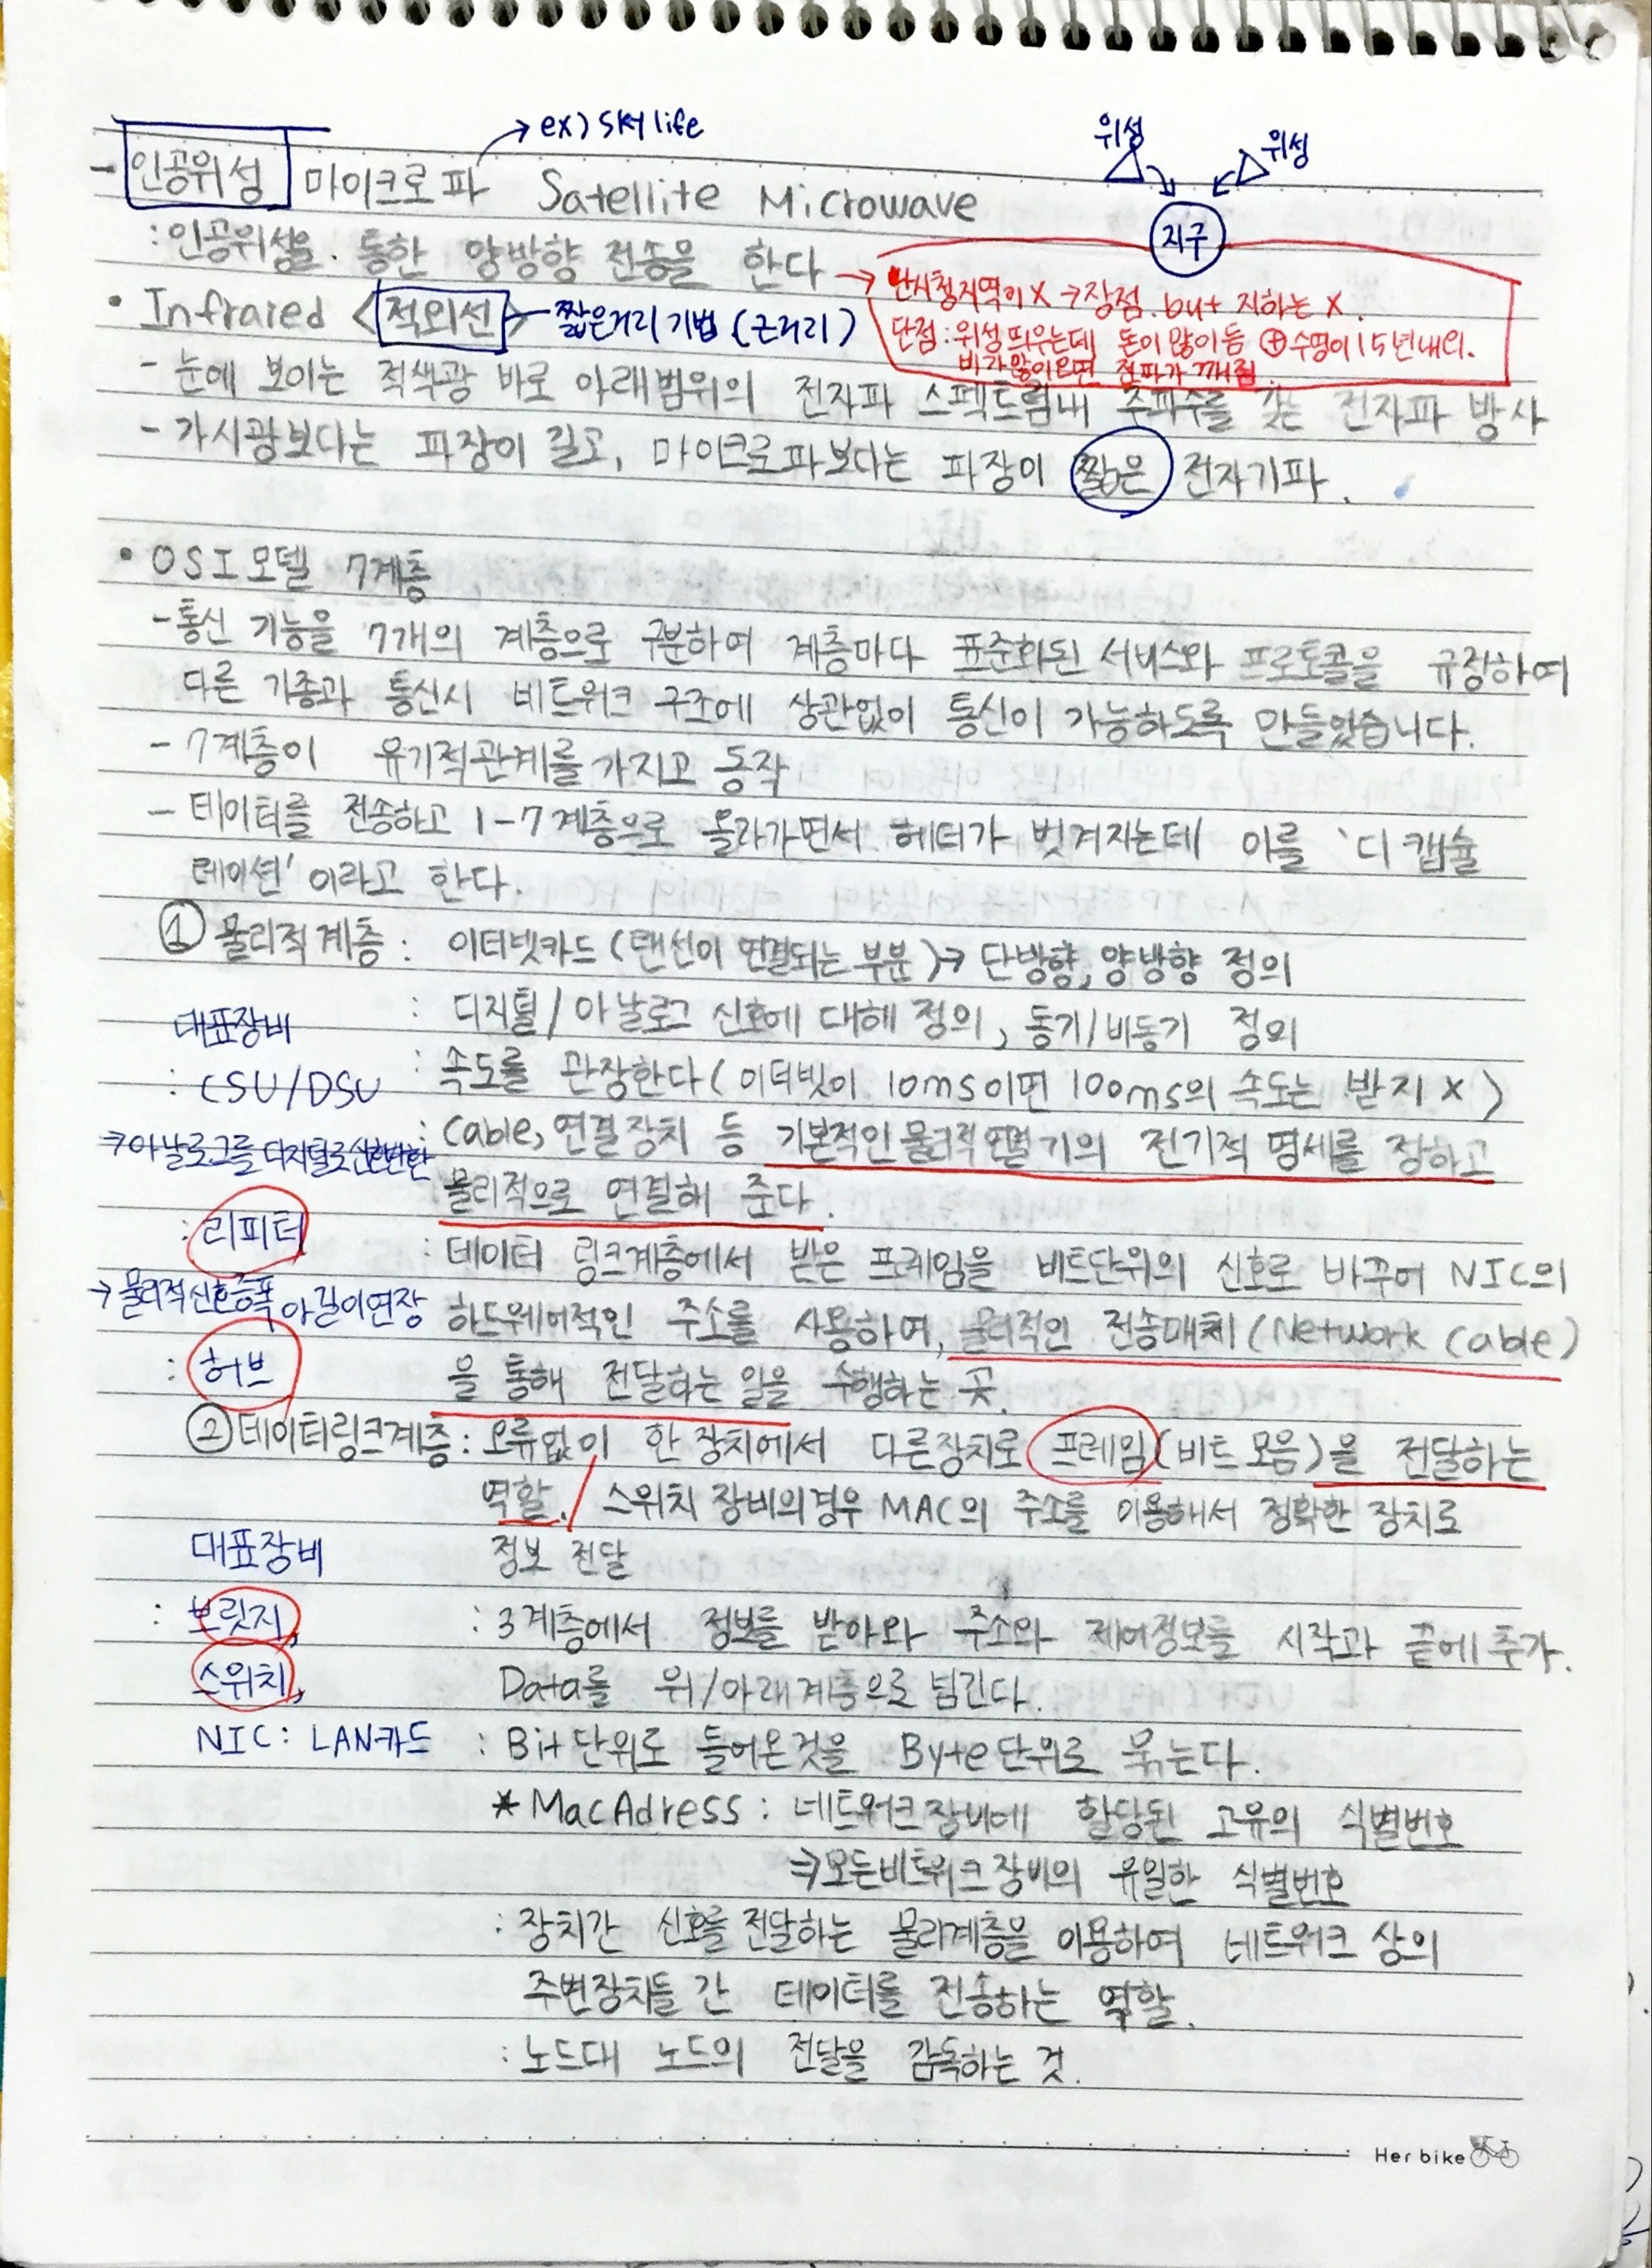 → ex) sky life
위성 위성
지구
- 인공위성 마이크로파 Satellite Microwave
: 인공위성을 통한 양방향 전송을 한다
→ 난시청지역이 X → 장점. but 지하는 X.
단점 : 위성 띄우는데 돈이 많이 듬 ⊕ 수명이 15년내외.
비가많이오면 전파가 깨짐
• Infrared <적외선> - 짧은거리 기법 (근거리)
- 눈에 보이는 적색광 바로 아래범위의 전자파 스펙트럼내 주파수를 갖는 전자파 방사
- 가시광보다는 파장이 길고, 마이크로파보다는 파장이 짧은 전자기파.
• OSI 모델 7계층
- 통신 기능을 7개의 계층으로 구분하여 계층마다 표준화된 서비스와 프로토콜을 규정하여
다른 기종과 통신시 네트워크 구조에 상관없이 통신이 가능하도록 만들었습니다.
- 7계층이 유기적관계를 가지고 동작
- 데이터를 전송하고 1-7계층으로 올라가면서 헤더가 벗겨지는데 이를 '디캡슐
레이션' 이라고 한다.
① 물리적계층 : 이터넷카드 (랜선이 연결되는 부분) → 단방향, 양방향 정의
: 디지털/아날로그 신호에 대해 정의, 동기/비동기 정의
대표장비
: 속도를 관장한다 (이더넷이 10ms이면 100ms의 속도는 받지 X)
: CSU/DSU
: cable, 연결장치 등 기본적인 물리적 연결기의 전기적 명세를 정하고
→ 아날로그를 디지털로 신호변환
물리적으로 연결해 준다.
: 리피터
: 데이터 링크계층에서 받은 프레임을 비트단위의 신호로 바꾸어 NIC의
→ 물리적신호증폭 아 길이연장
하드웨어적인 주소를 사용하여, 물리적인 전송매체 (Network Cable)
: 허브
을 통해 전달하는 일을 수행하는 곳.
② 데이터링크계층 : 오류없이 한 장치에서 다른장치로 프레임(비트 모음)을 전달하는
역할. / 스위치 장비의경우 MAC의 주소를 이용해서 정확한 장치로
대표장비 정보 전달
: 브릿지, : 3계층에서 정보를 받아와 주소와 제어정보를 시작과 끝에 추가.
스위치, Data를 위/아래계층으로 넘긴다.
NIC : LAN카드 : Bit단위로 들어온것을 Byte단위로 묶는다.
* MacAdress : 네트워크 장비에 할당된 고유의 식별번호
⇒ 모든네트워크 장비의 유일한 식별번호
: 장치간 신호를 전달하는 물리계층을 이용하여 네트워크 상의
주변장치들 간 데이터를 전송하는 역할.
: 노드대 노드의 전달을 감독하는 것.
Her bike